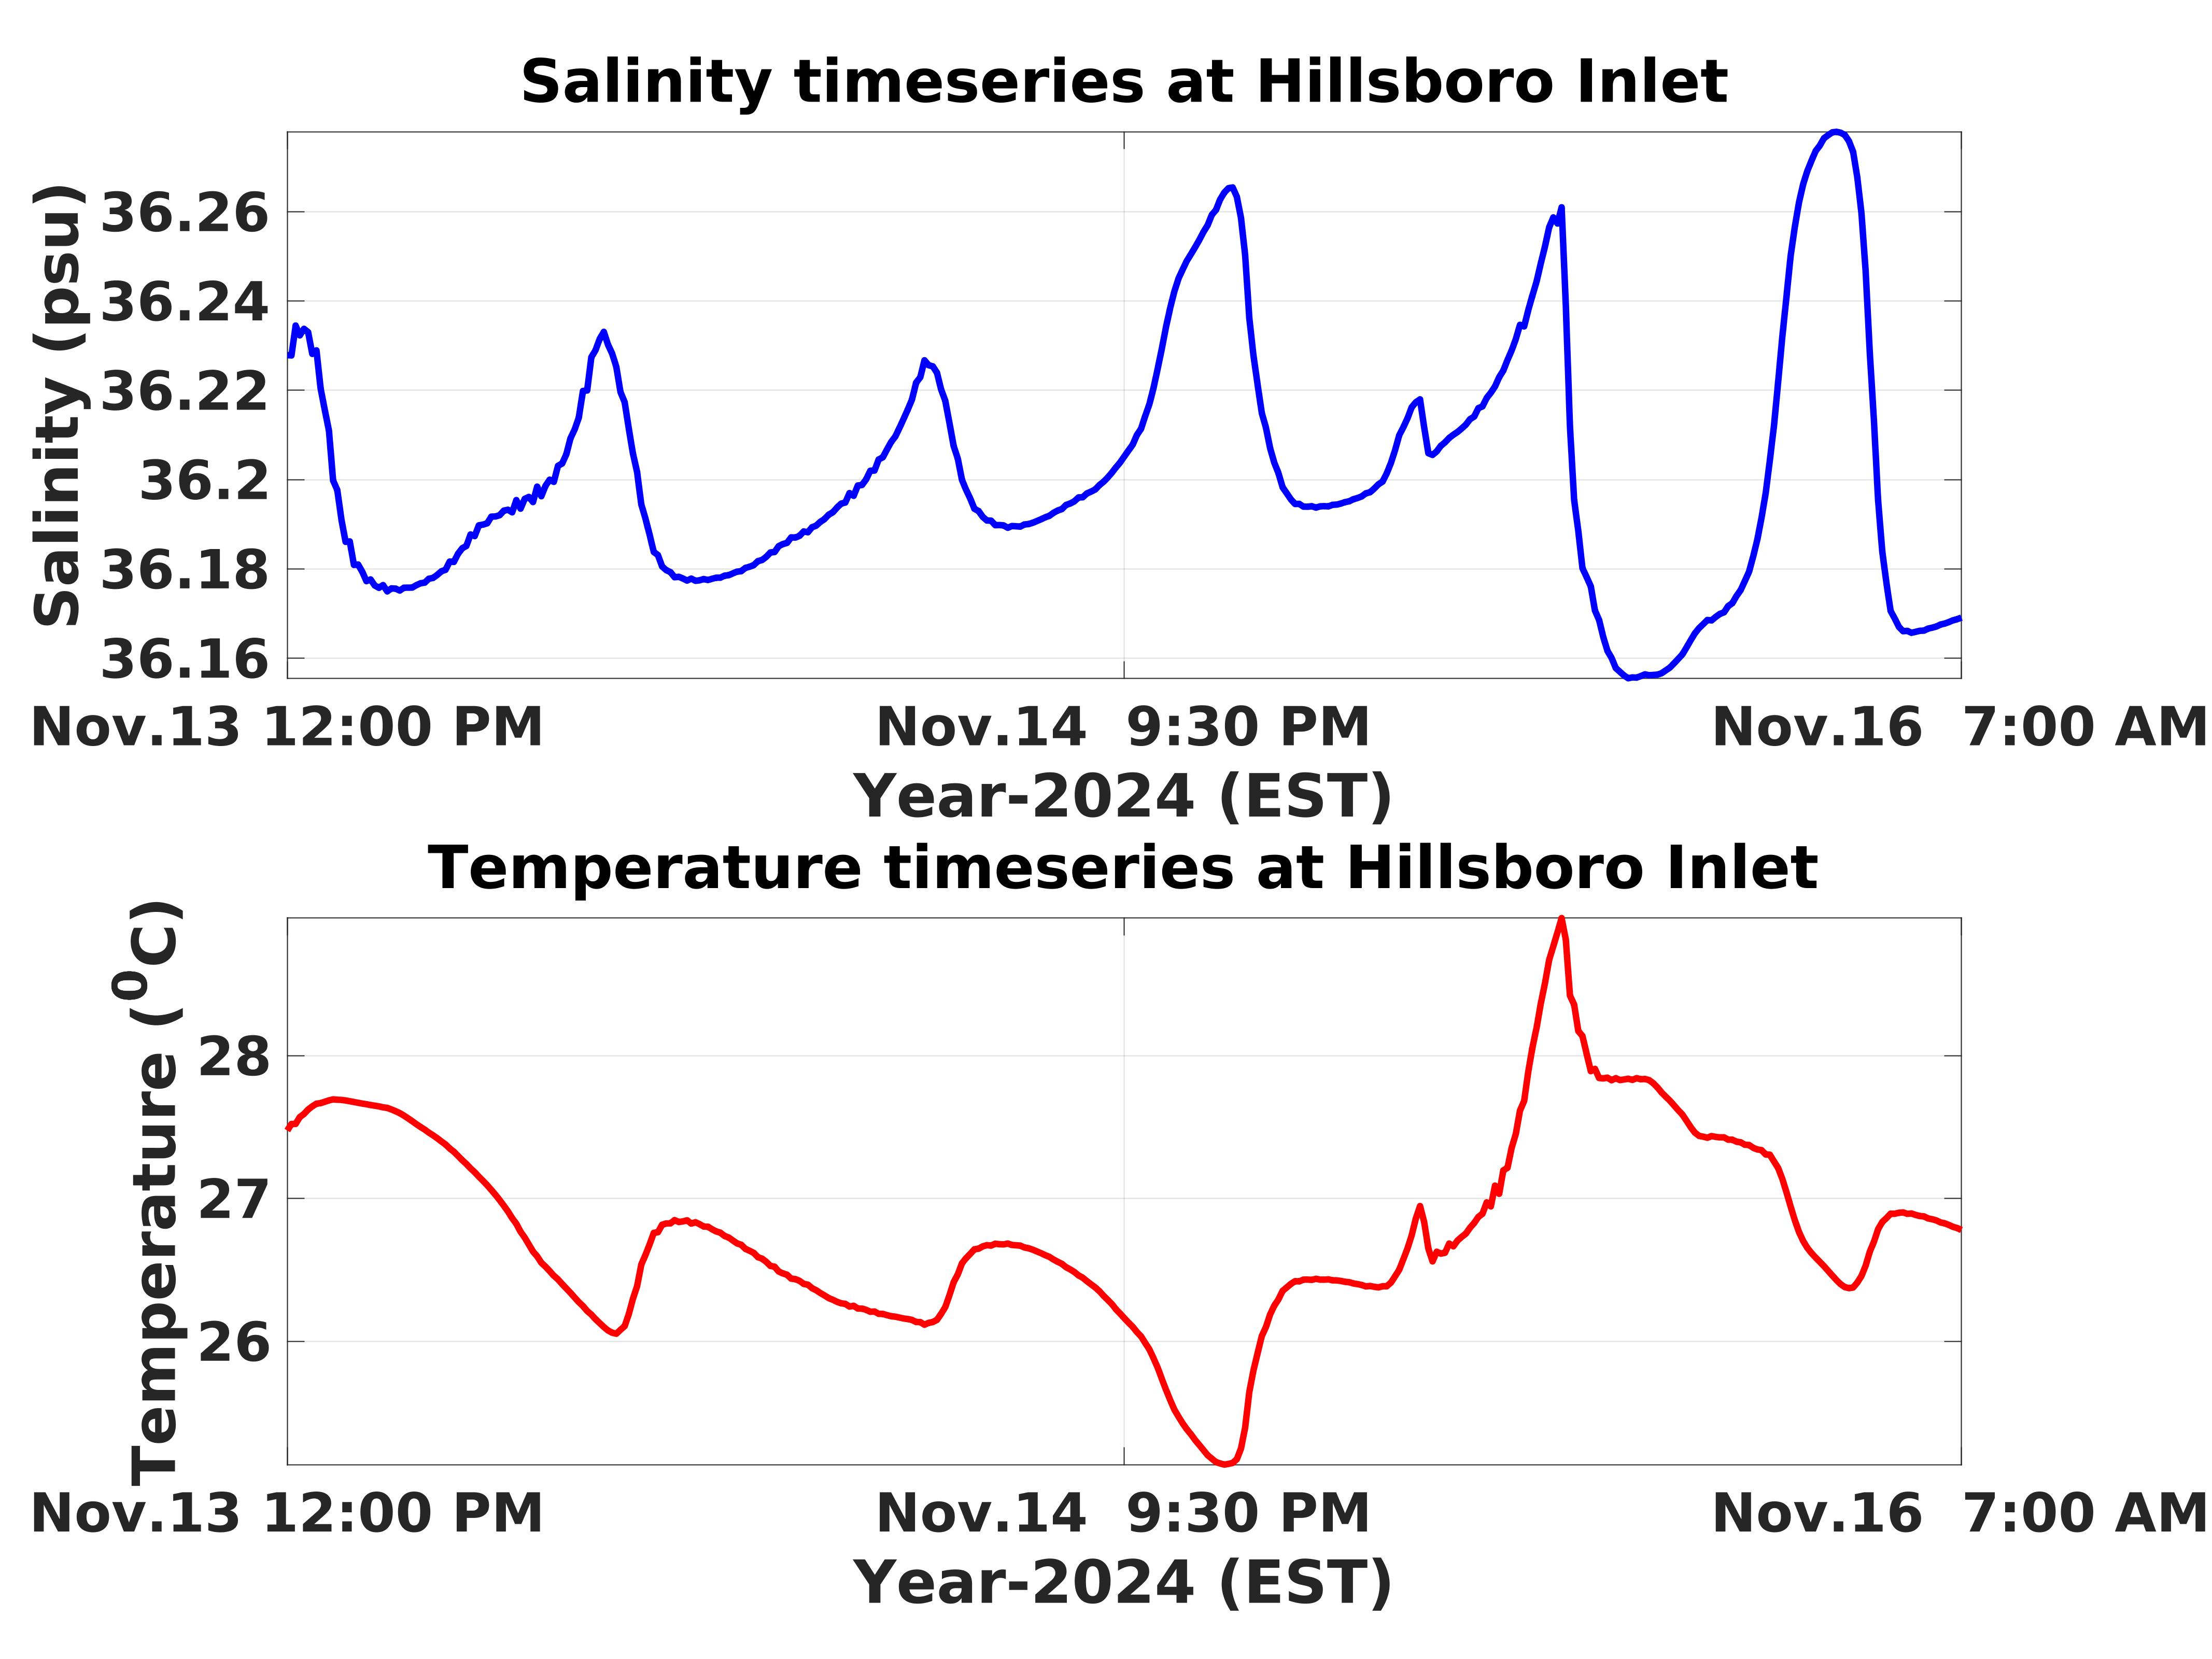 Salinity timeseries at Hillsboro Inlet
Salinity (psu)
36.26
36.24
36.22
36.2
36.18
36.16
Nov.13 12:00 PM Nov.14 9:30 PM Nov.16 7:00 AM
Year-2024 (EST)
Temperature timeseries at Hillsboro Inlet
Temperature (⁰C)
28
27
26
Nov.13 12:00 PM Nov.14 9:30 PM Nov.16 7:00 AM
Year-2024 (EST)